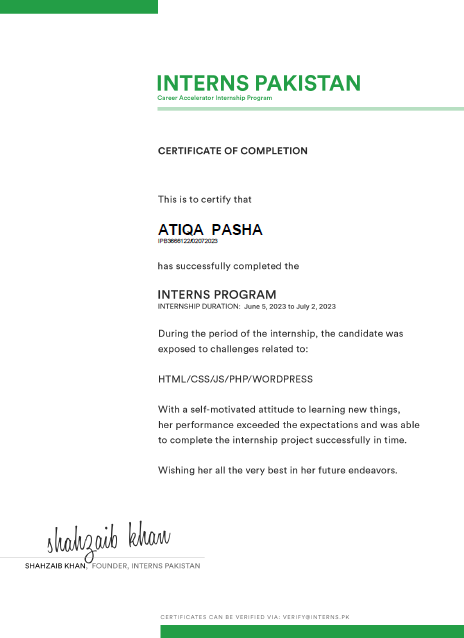 INTERNS PAKISTAN
Career Accelerator Internship Program
CERTIFICATE OF COMPLETION
This is to certify that
ATIQA PASHA
IPB3668122/02072023
has successfully completed the
INTERNS PROGRAM
INTERNSHIP DURATION: June 5, 2023 to July 2, 2023
During the period of the internship, the candidate was
exposed to challenges related to:
HTML/CSS/JS/PHP/WORDPRESS
With a self-motivated attitude to learning new things,
her performance exceeded the expectations and was able
to complete the internship project successfully in time.
Wishing her all the very best in her future endeavors.
shahzaib khan
SHAHZAIB KHAN, FOUNDER, INTERNS PAKISTAN
CERTIFICATES CAN BE VERIFIED VIA: VERIFY@INTERNS.PK